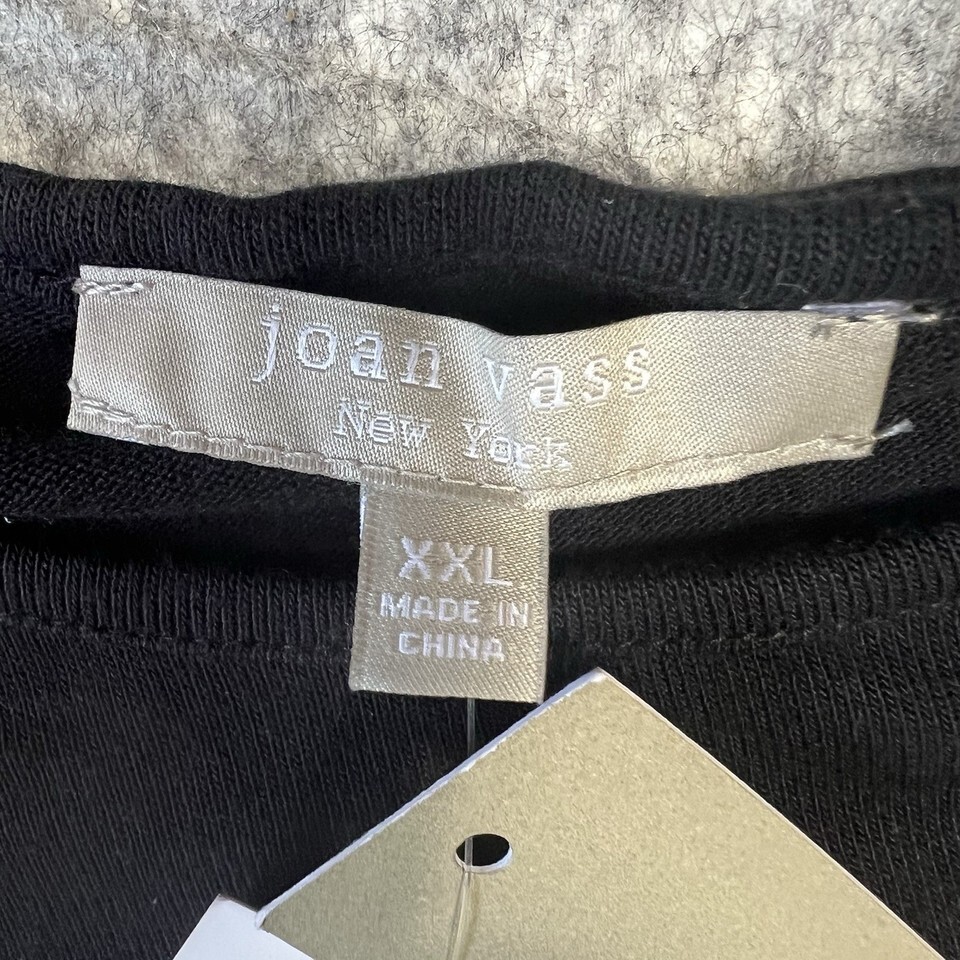 joan vass
New York
XXL
MADE IN
CHINA